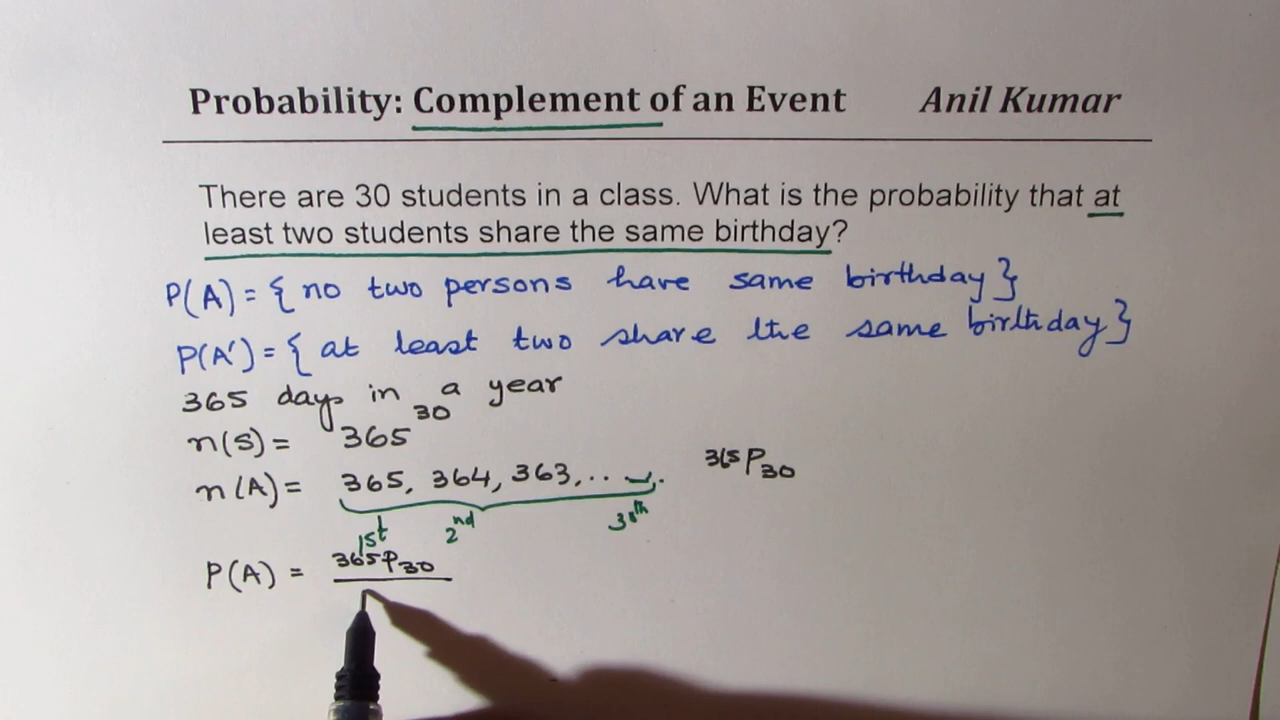 Probability: Complement of an Event Anil Kumar
There are 30 students in a class. What is the probability that at
least two students share the same birthday?
P(A) = { no two persons have same birthday }
P(A') = { at least two share the same birthday }
365 days in a year
n(S) = 365³⁰
n(A) = 365, 364, 363, ... . ³⁶⁵P₃₀
1st 2nd 30th
P(A) = ³⁶⁵P₃₀